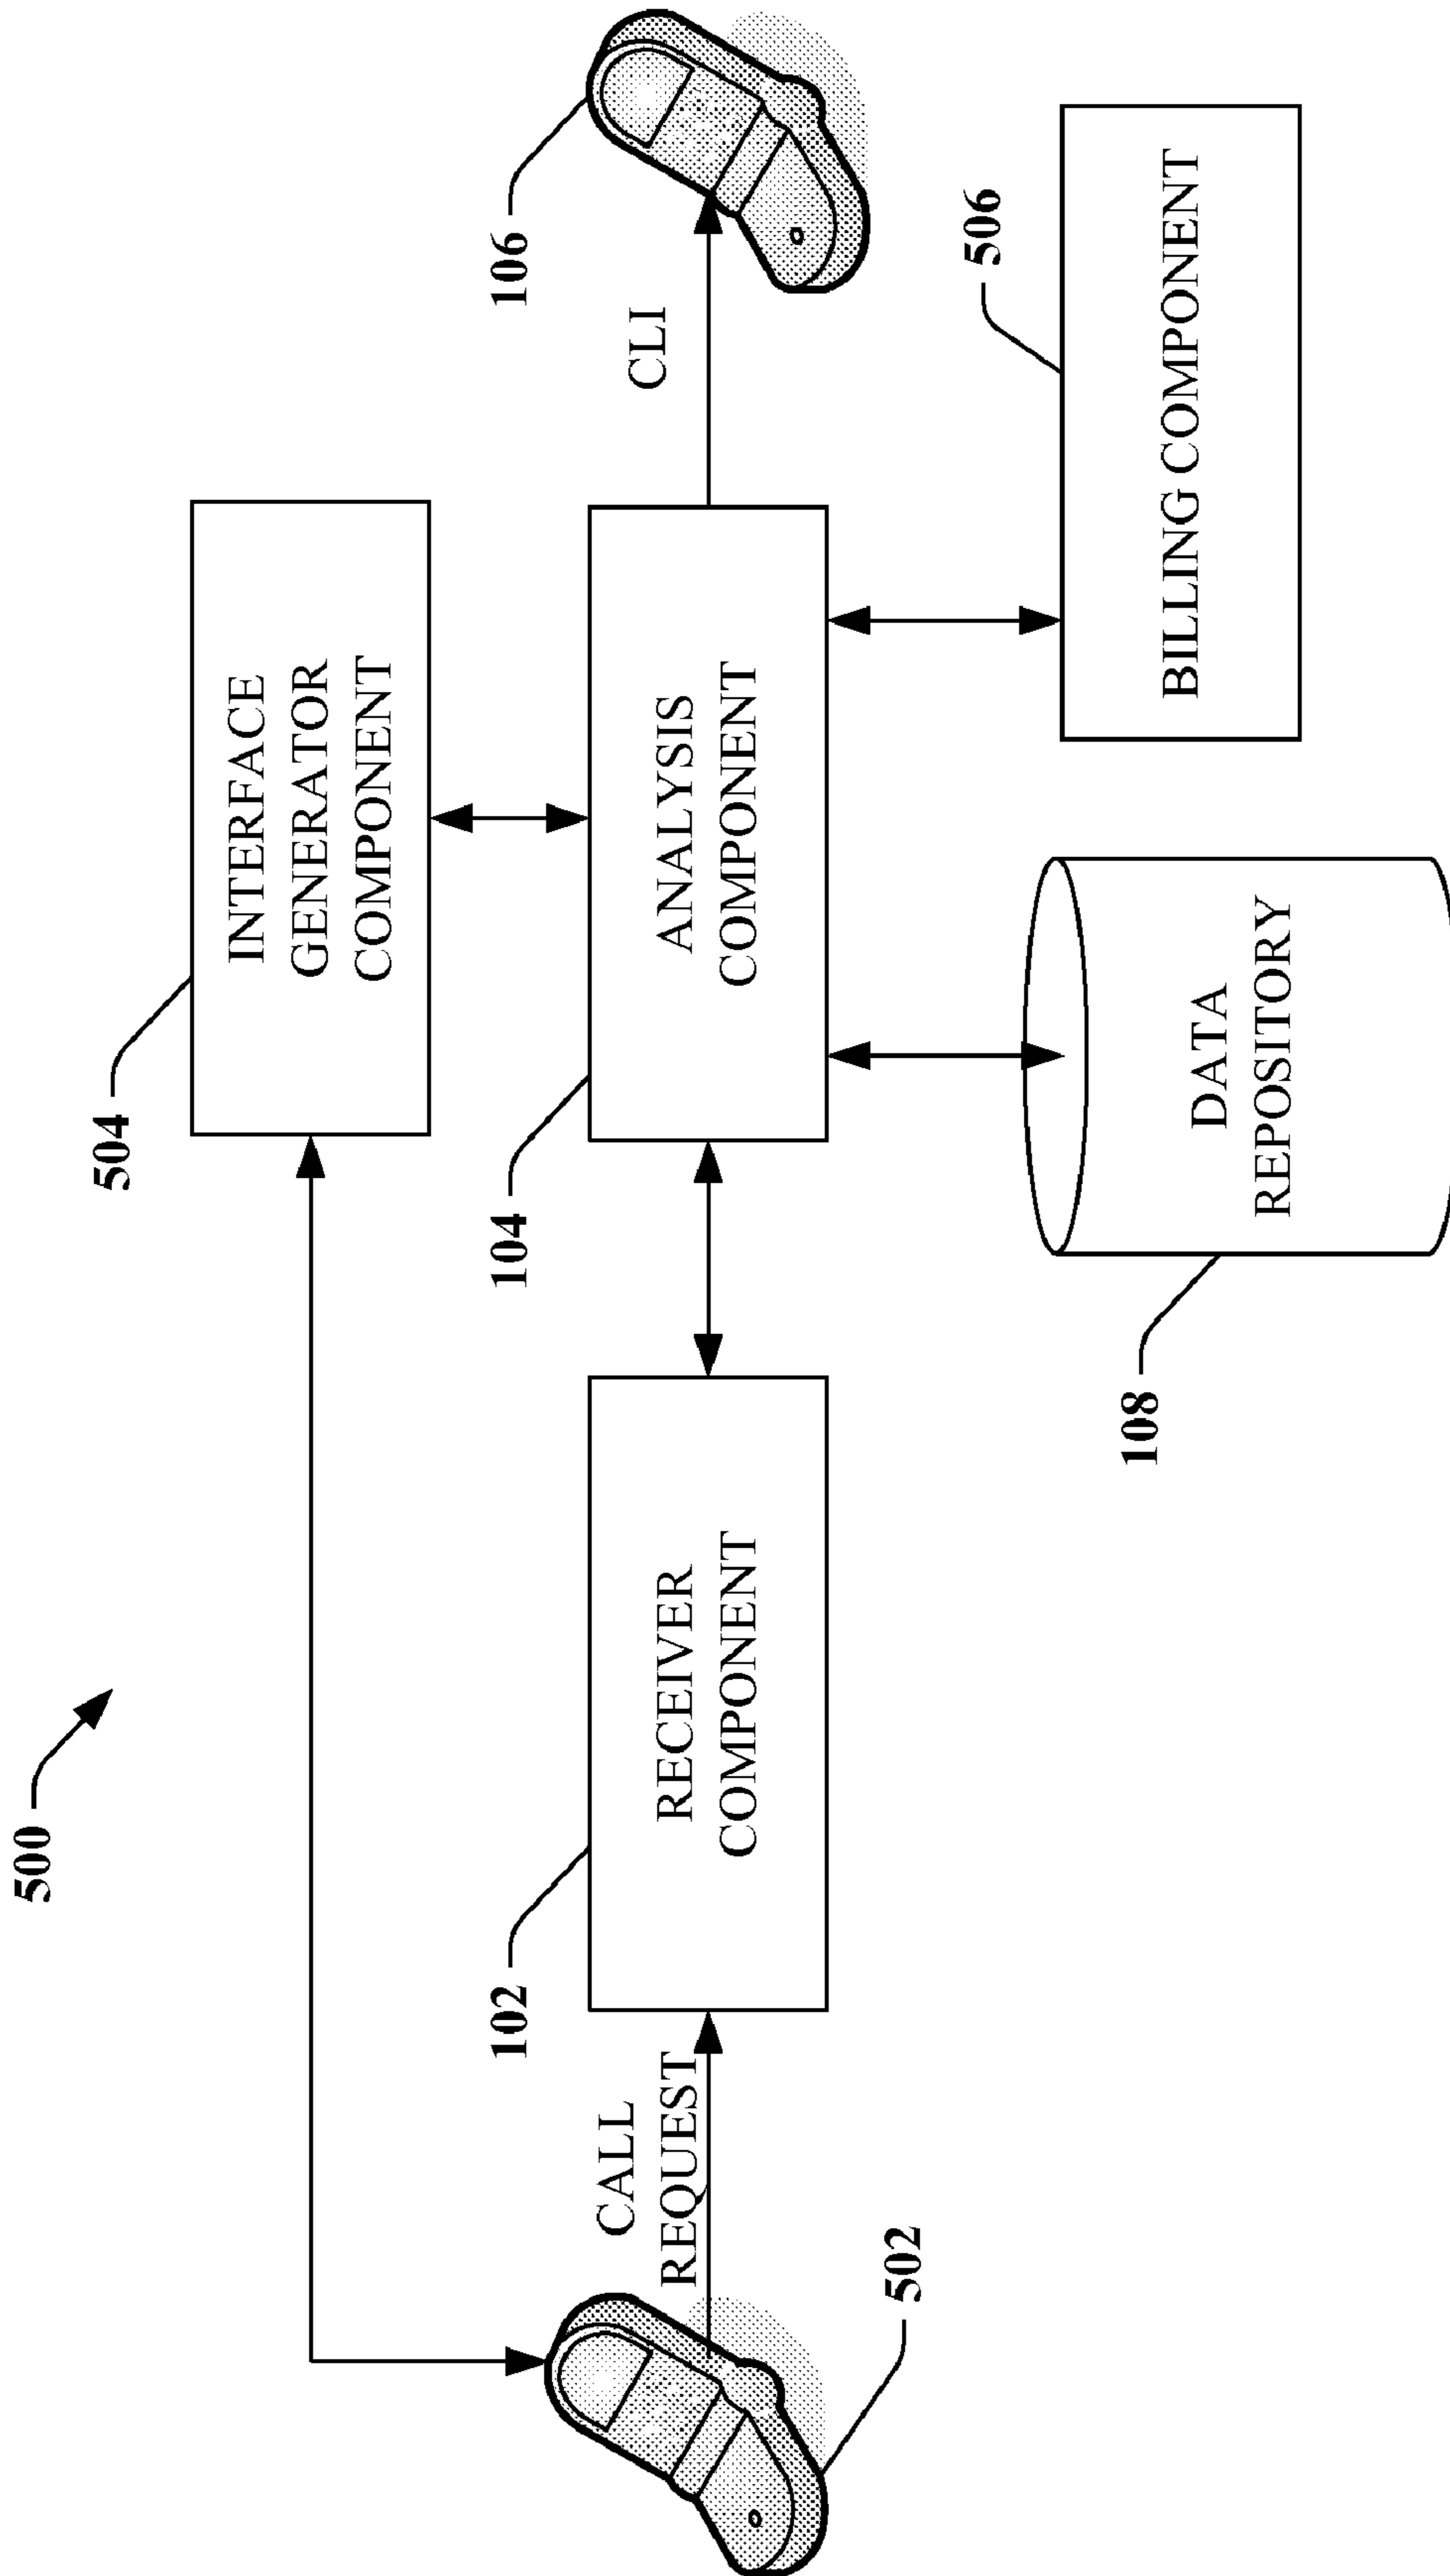 500
504
INTERFACE
GENERATOR
COMPONENT
502
CALL
REQUEST
102
RECEIVER
COMPONENT
104
ANALYSIS
COMPONENT
CLI
106
108
DATA
REPOSITORY
506
BILLING COMPONENT